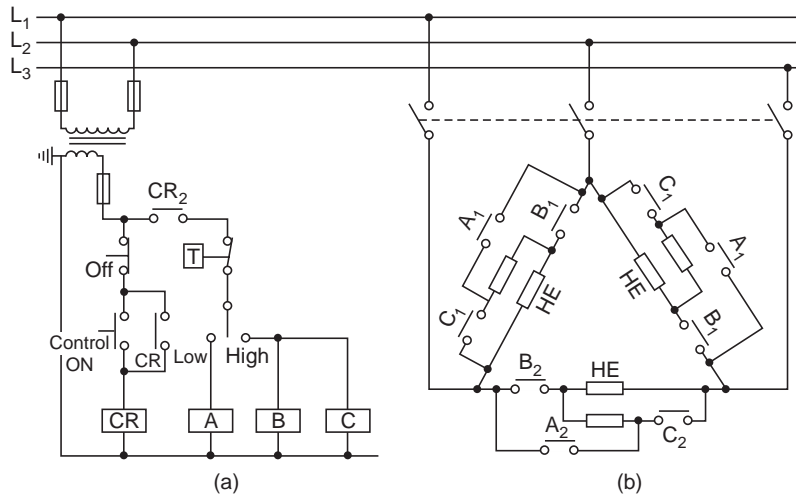 L1
L2
L3
CR2
T
Off
Control
ON
CR
Low
High
CR
A
B
C
(a)
A1
B1
C1
HE
C1
A1
HE
B1
B2
HE
A2
C2
(b)